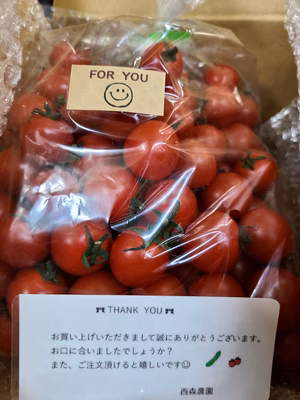 FOR YOU
THANK YOU
お買い上げいただきまして誠にありがとうございます。
お口に合いましたでしょうか？
また、ご注文頂けると嬉しいです☺
西森農園